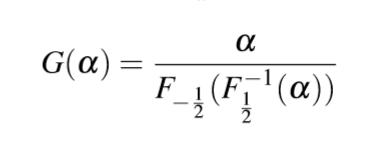 G(α) = α / F_{-1/2}(F_{1/2}^{-1}(α))